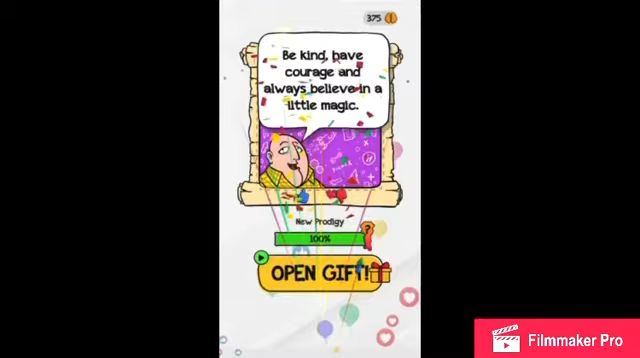 375
Be kind, have
courage and
always believe in a
little magic.
New Prodigy
100%
OPEN GIFT!
Filmmaker Pro